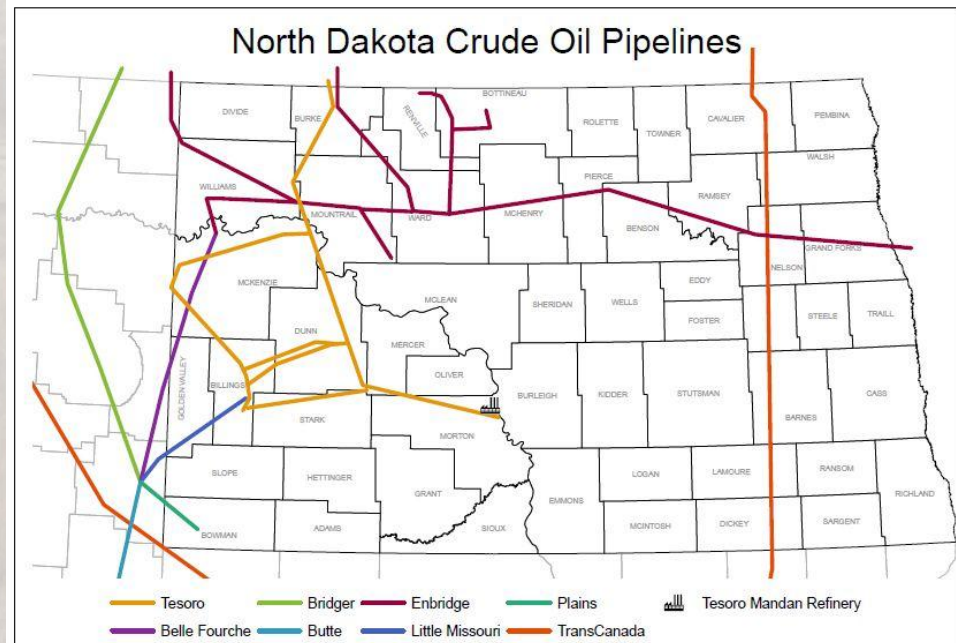 North Dakota Crude Oil Pipelines
DIVIDE
BURKE
RENVILLE
BOTTINEAU
ROLETTE
TOWNER
CAVALIER
PEMBINA
WALSH
PIERCE
RAMSEY
WILLIAMS
MOUNTRAIL
WARD
MCHENRY
BENSON
GRAND FORKS
NELSON
MCKENZIE
MCLEAN
SHERIDAN
WELLS
EDDY
FOSTER
STEELE
TRAILL
DUNN
MERCER
OLIVER
GOLDEN VALLEY
BILLINGS
STARK
MORTON
BURLEIGH
KIDDER
STUTSMAN
BARNES
CASS
SLOPE
HETTINGER
GRANT
EMMONS
LOGAN
LAMOURE
RANSOM
RICHLAND
BOWMAN
ADAMS
SIOUX
MCINTOSH
DICKEY
SARGENT
Tesoro
Bridger
Enbridge
Plains
Tesoro Mandan Refinery
Belle Fourche
Butte
Little Missouri
TransCanada